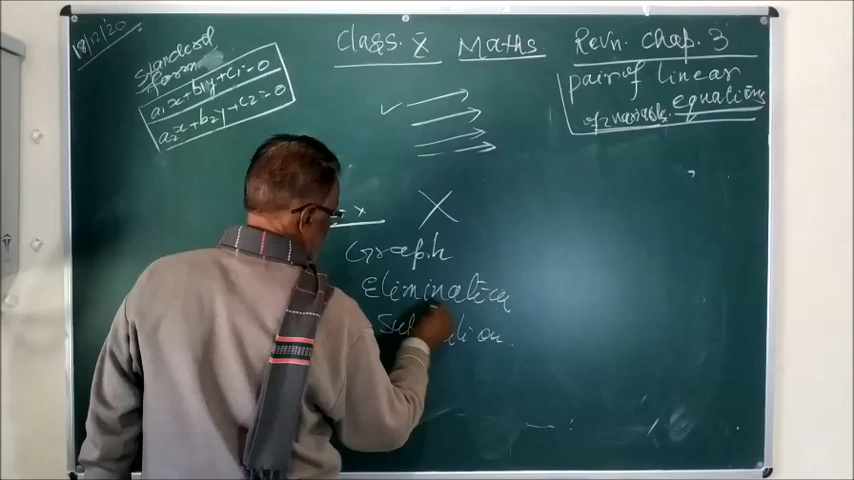 18/12/20
Standard
form
a1x+b1y+c1=0
a2x+b2y+c2=0
Class. X Maths Revn. Chap. 3
pair of linear
equations
of 2 variable.
Graph
Elimination